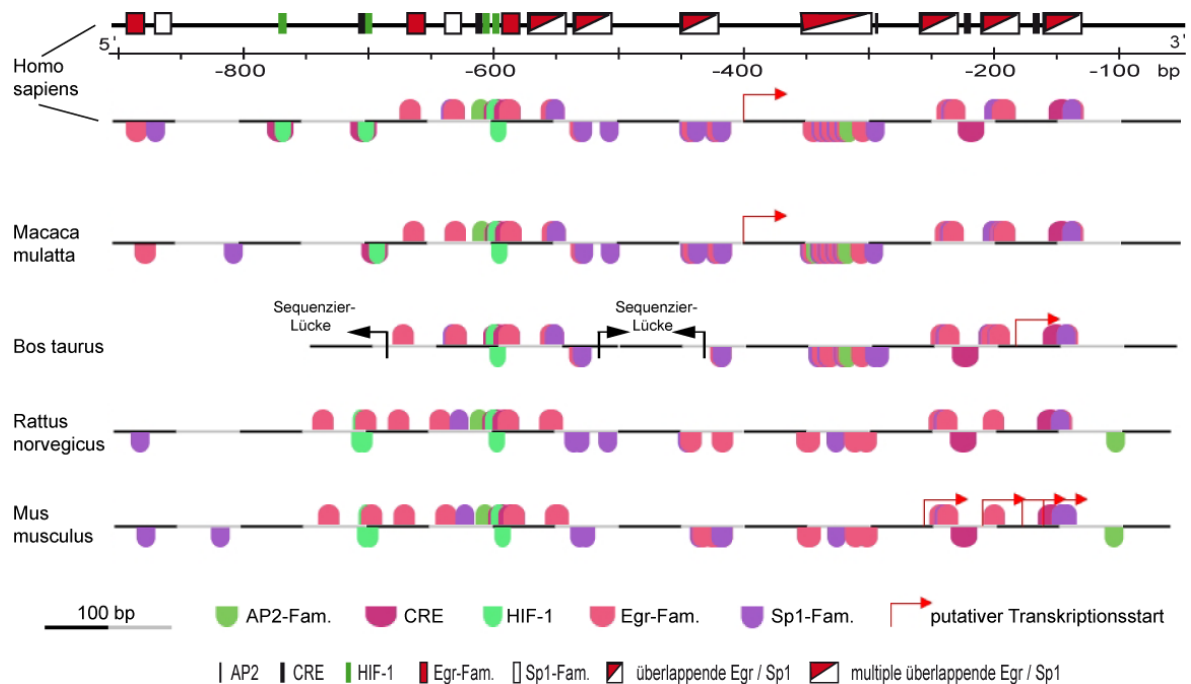 5' 3'
-800 -600 -400 -200 -100 bp
Homo
sapiens
Macaca
mulatta
Sequenzier-
Lücke
Sequenzier-
Lücke
Bos taurus
Rattus
norvegicus
Mus
musculus
100 bp
AP2-Fam. CRE HIF-1 Egr-Fam. Sp1-Fam. putativer Transkriptionsstart
AP2 CRE HIF-1 Egr-Fam. Sp1-Fam. überlappende Egr / Sp1 multiple überlappende Egr / Sp1